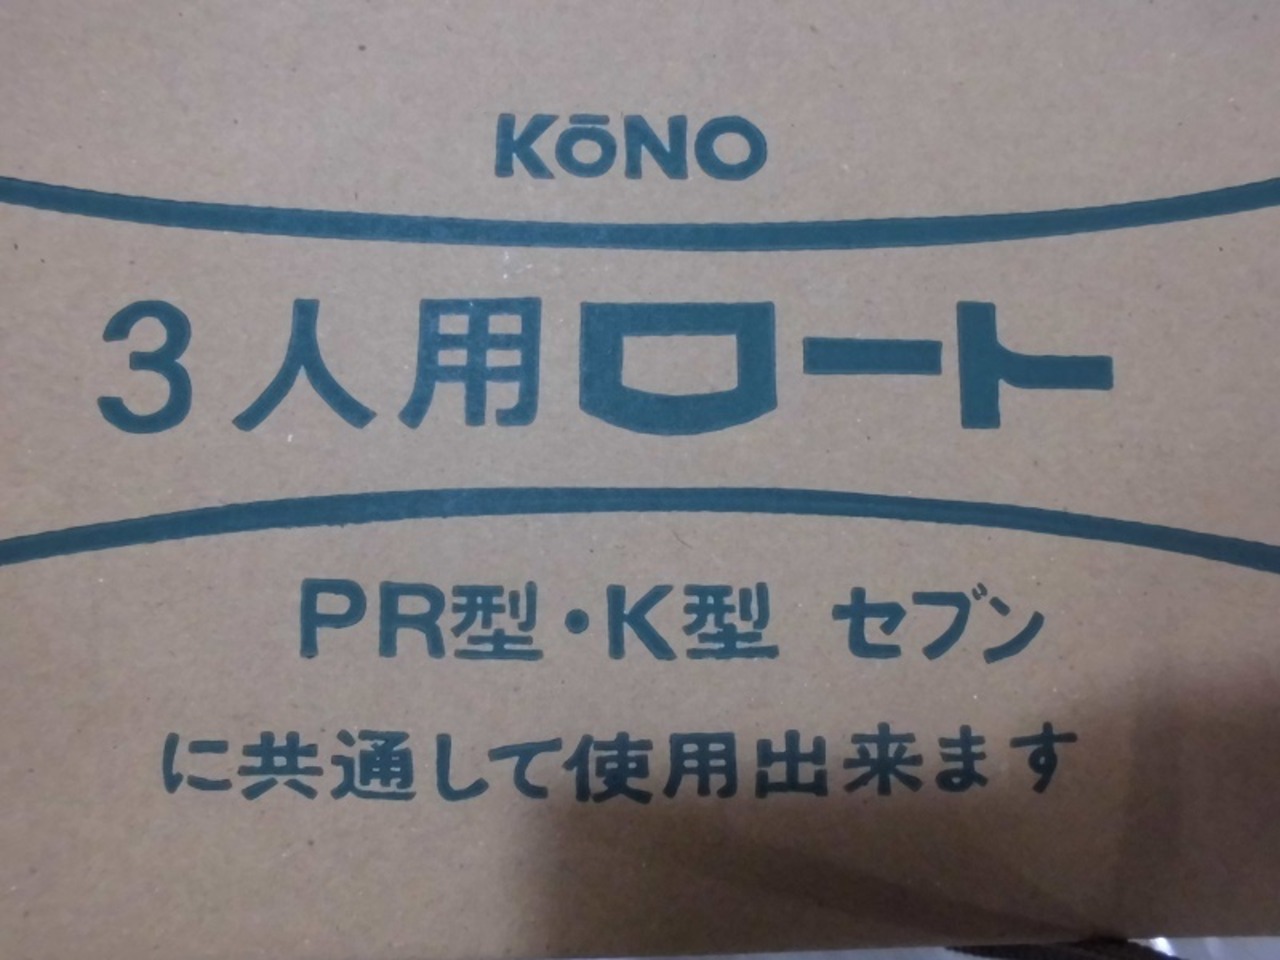 KōNO
3人用ロート
PR型・K型 セブン
に共通して使用出来ます